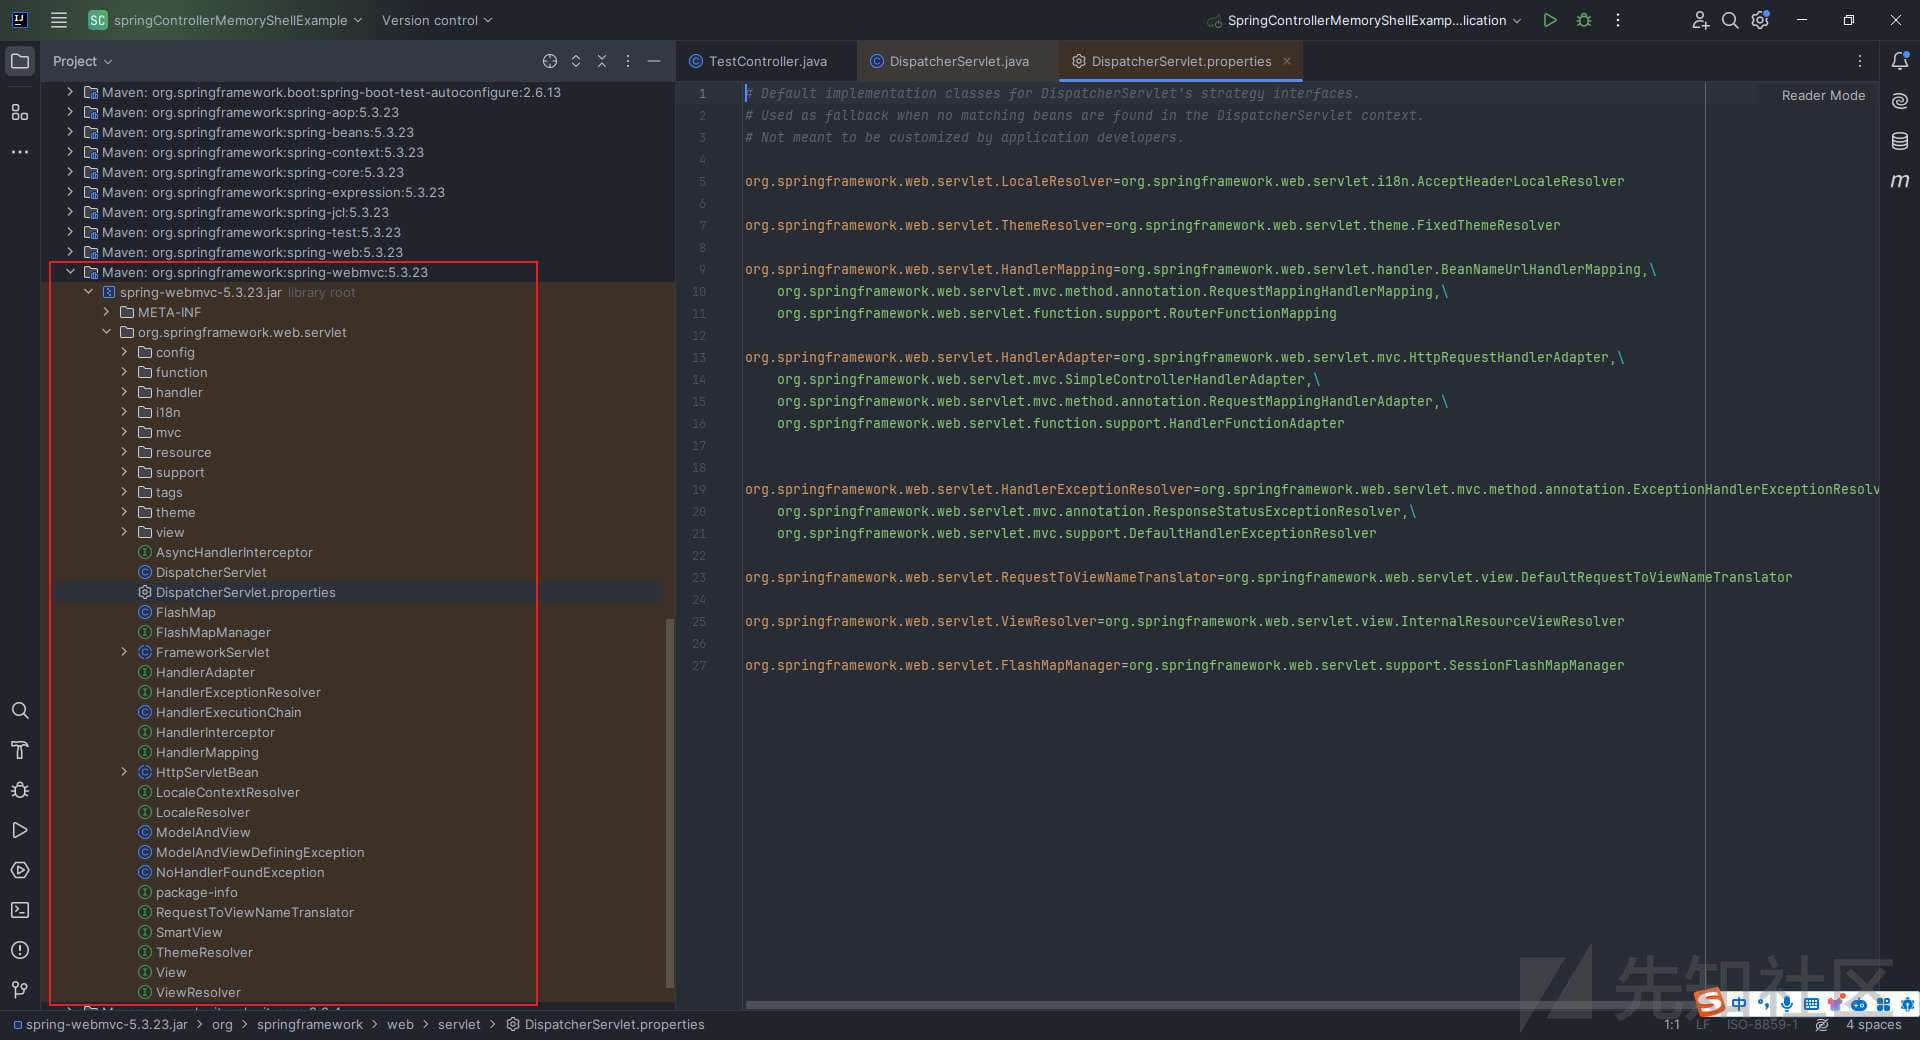 SC springControllerMemoryShellExample Version control SpringControllerMemoryShellExamp...lication
Project
TestController.java DispatcherServlet.java DispatcherServlet.properties
Maven: org.springframework.boot:spring-boot-test-autoconfigure:2.6.13
Maven: org.springframework:spring-aop:5.3.23
Maven: org.springframework:spring-beans:5.3.23
Maven: org.springframework:spring-context:5.3.23
Maven: org.springframework:spring-core:5.3.23
Maven: org.springframework:spring-expression:5.3.23
Maven: org.springframework:spring-jcl:5.3.23
Maven: org.springframework:spring-test:5.3.23
Maven: org.springframework:spring-web:5.3.23
Maven: org.springframework:spring-webmvc:5.3.23
spring-webmvc-5.3.23.jar library root
META-INF
org.springframework.web.servlet
config
function
handler
i18n
mvc
resource
support
tags
theme
view
AsyncHandlerInterceptor
DispatcherServlet
DispatcherServlet.properties
FlashMap
FlashMapManager
FrameworkServlet
HandlerAdapter
HandlerExceptionResolver
HandlerExecutionChain
HandlerInterceptor
HandlerMapping
HttpServletBean
LocaleContextResolver
LocaleResolver
ModelAndView
ModelAndViewDefiningException
NoHandlerFoundException
package-info
RequestToViewNameTranslator
SmartView
ThemeResolver
View
ViewResolver
Reader Mode
1 # Default implementation classes for DispatcherServlet's strategy interfaces.
2 # Used as fallback when no matching beans are found in the DispatcherServlet context.
3 # Not meant to be customized by application developers.
4
5 org.springframework.web.servlet.LocaleResolver=org.springframework.web.servlet.i18n.AcceptHeaderLocaleResolver
6
7 org.springframework.web.servlet.ThemeResolver=org.springframework.web.servlet.theme.FixedThemeResolver
8
9 org.springframework.web.servlet.HandlerMapping=org.springframework.web.servlet.handler.BeanNameUrlHandlerMapping,\
10 org.springframework.web.servlet.mvc.method.annotation.RequestMappingHandlerMapping,\
11 org.springframework.web.servlet.function.support.RouterFunctionMapping
12
13 org.springframework.web.servlet.HandlerAdapter=org.springframework.web.servlet.mvc.HttpRequestHandlerAdapter,\
14 org.springframework.web.servlet.mvc.SimpleControllerHandlerAdapter,\
15 org.springframework.web.servlet.mvc.method.annotation.RequestMappingHandlerAdapter,\
16 org.springframework.web.servlet.function.support.HandlerFunctionAdapter
17
18
19 org.springframework.web.servlet.HandlerExceptionResolver=org.springframework.web.servlet.mvc.method.annotation.ExceptionHandlerExceptionResolv
20 org.springframework.web.servlet.mvc.annotation.ResponseStatusExceptionResolver,\
21 org.springframework.web.servlet.mvc.support.DefaultHandlerExceptionResolver
22
23 org.springframework.web.servlet.RequestToViewNameTranslator=org.springframework.web.servlet.view.DefaultRequestToViewNameTranslator
24
25 org.springframework.web.servlet.ViewResolver=org.springframework.web.servlet.view.InternalResourceViewResolver
26
27 org.springframework.web.servlet.FlashMapManager=org.springframework.web.servlet.support.SessionFlashMapManager
先知社区
中
spring-webmvc-5.3.23.jar > org > springframework > web > servlet > DispatcherServlet.properties
1:1 LF ISO-8859-1 4 spaces